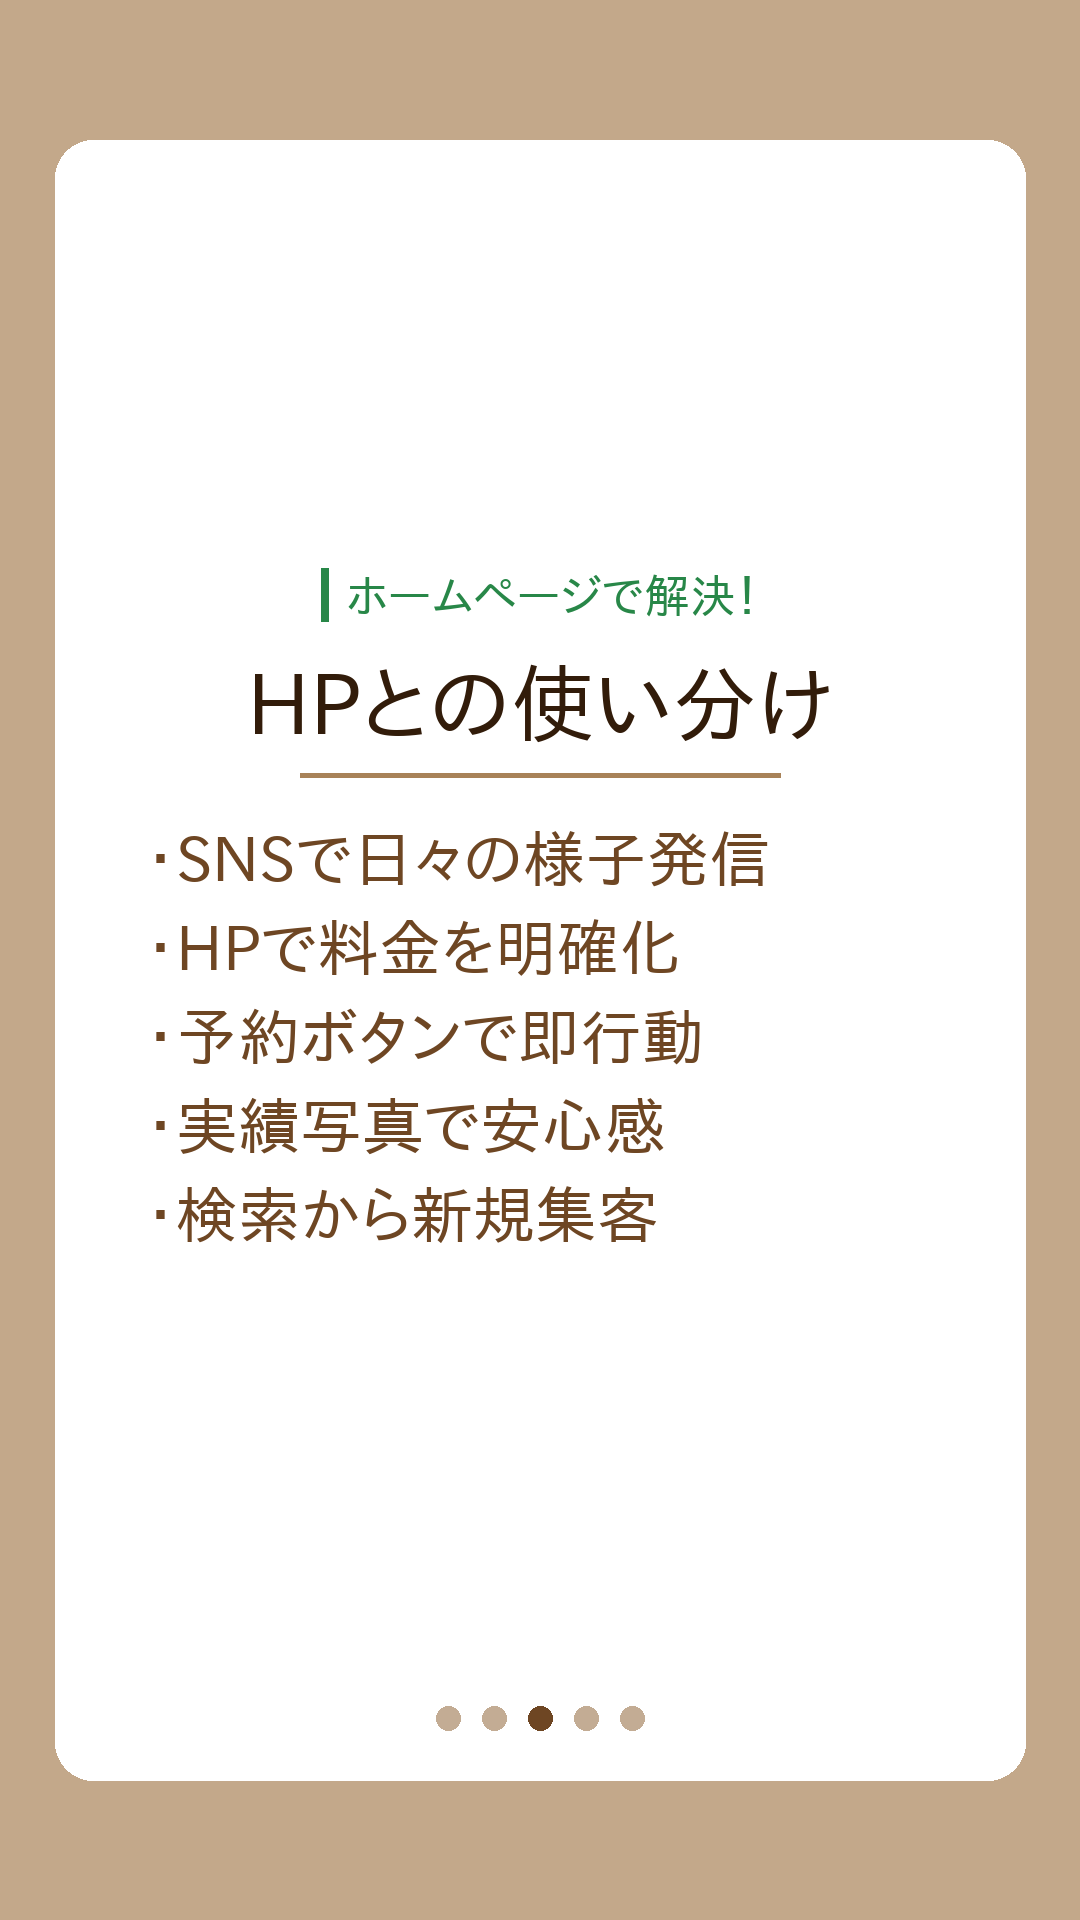 ホームページで解決！
HPとの使い分け
・SNSで日々の様子発信
・HPで料金を明確化
・予約ボタンで即行動
・実績写真で安心感
・検索から新規集客